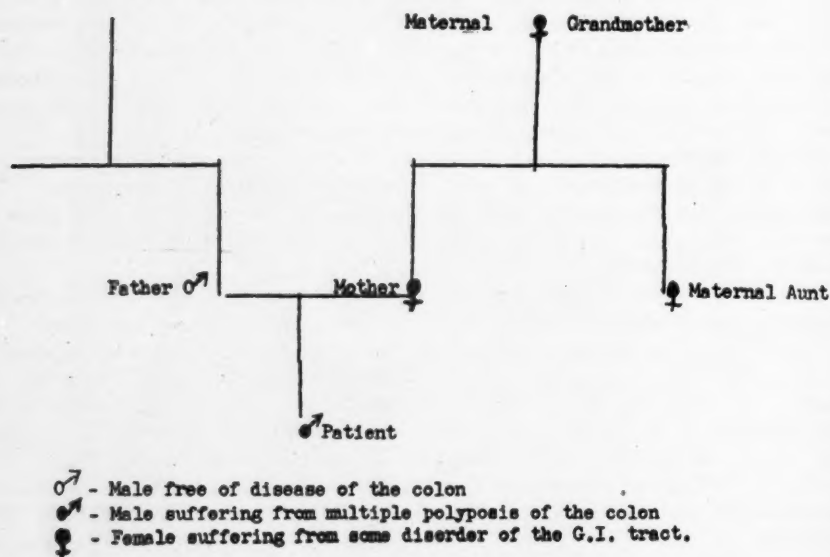 Maternal Grandmother
Father Mother Maternal Aunt
Patient
- Male free of disease of the colon
- Male suffering from multiple polyposis of the colon
- Female suffering from some disorder of the G.I. tract.